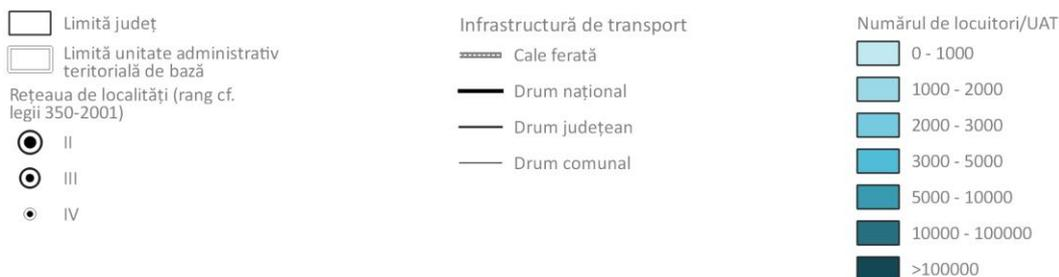 Limită județ
Limită unitate administrativ
teritorială de bază
Rețeaua de localități (rang cf.
legii 350-2001)
II
III
IV
Infrastructură de transport
Cale ferată
Drum național
Drum județean
Drum comunal
Numărul de locuitori/UAT
0 - 1000
1000 - 2000
2000 - 3000
3000 - 5000
5000 - 10000
10000 - 100000
>100000